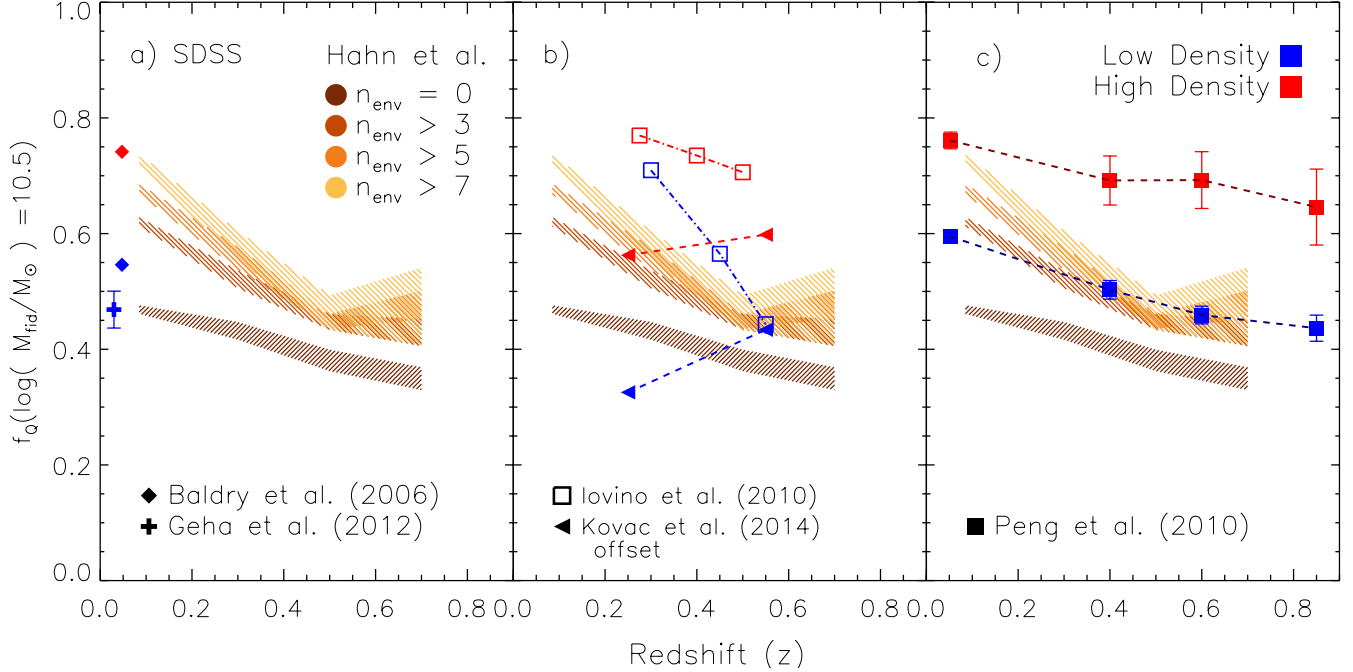 f_Q(log( M_fid/M_⊙ ) =10.5)
1.0
0.8
0.6
0.4
0.2
0.0
a) SDSS
Hahn et al.
n_env = 0
n_env > 3
n_env > 5
n_env > 7
Baldry et al. (2006)
Geha et al. (2012)
0.0 0.2 0.4 0.6 0.8
b)
Iovino et al. (2010)
Kovac et al. (2014)
offset
0.0 0.2 0.4 0.6 0.8
c)
Low Density
High Density
Peng et al. (2010)
0.0 0.2 0.4 0.6 0.8
Redshift (z)